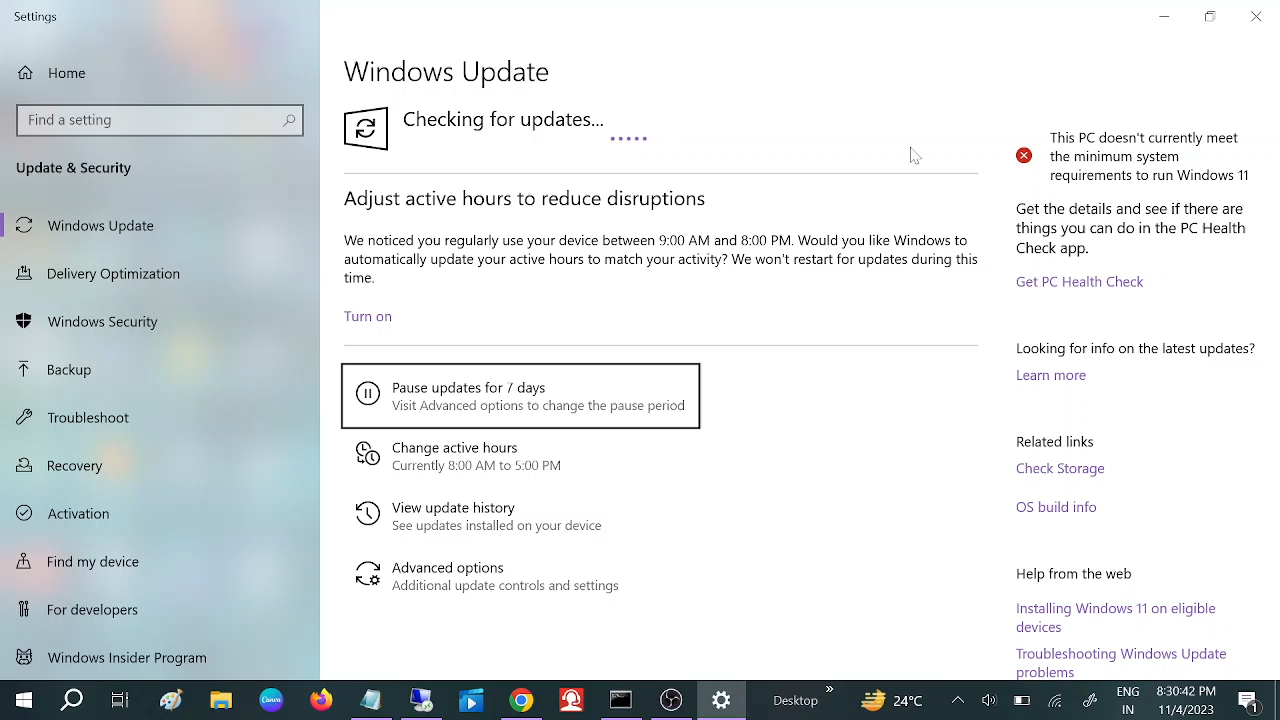 Settings
Home
Find a setting
Update & Security
Windows Update
Delivery Optimization
Windows Security
Backup
Troubleshoot
Recovery
Activation
Find my device
For developers
Windows Insider Program
Windows Update
Checking for updates...
Adjust active hours to reduce disruptions
We noticed you regularly use your device between 9:00 AM and 8:00 PM. Would you like Windows to
automatically update your active hours to match your activity? We won't restart for updates during this
time.
Turn on
Pause updates for 7 days
Visit Advanced options to change the pause period
Change active hours
Currently 8:00 AM to 5:00 PM
View update history
See updates installed on your device
Advanced options
Additional update controls and settings
This PC doesn't currently meet
the minimum system
requirements to run Windows 11
Get the details and see if there are
things you can do in the PC Health
Check app.
Get PC Health Check
Looking for info on the latest updates?
Learn more
Related links
Check Storage
OS build info
Help from the web
Installing Windows 11 on eligible
devices
Troubleshooting Windows Update
problems
Canva
Desktop
24°C
ENG
IN
8:30:31 PM
11/4/2023
1